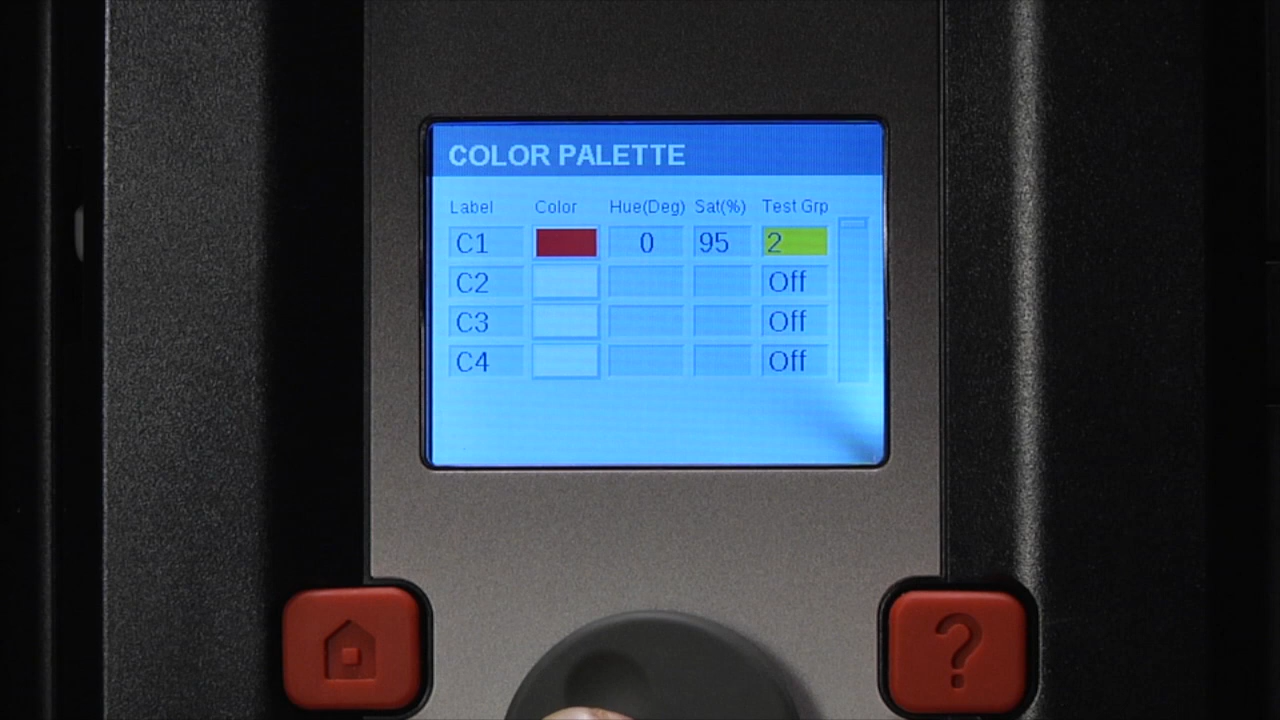 COLOR PALETTE
Label Color Hue(Deg) Sat(%) Test Grp
C1 0 95 2
C2 Off
C3 Off
C4 Off
?